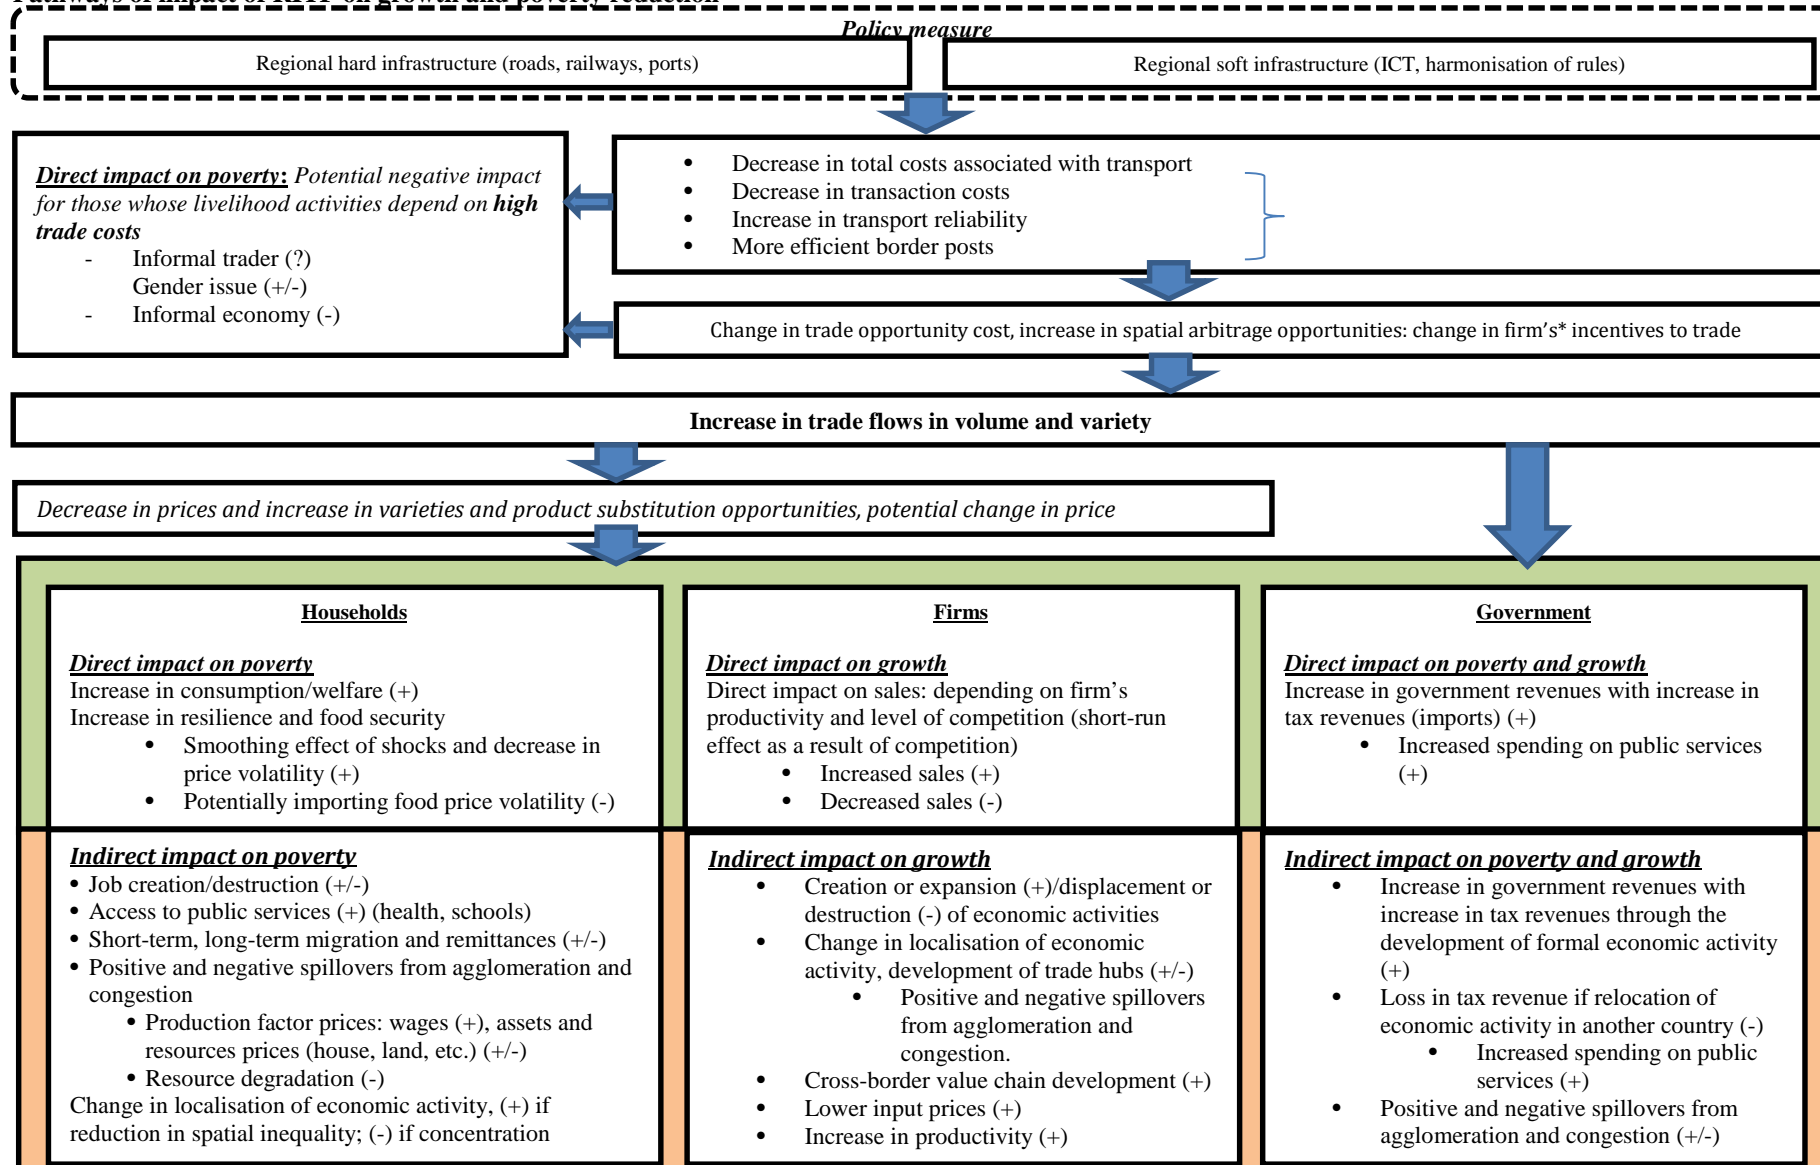 Policy measure
Regional hard infrastructure (roads, railways, ports)
Regional soft infrastructure (ICT, harmonisation of rules)
Direct impact on poverty: Potential negative impact
for those whose livelihood activities depend on high
trade costs
- Informal trader (?)
Gender issue (+/-)
- Informal economy (-)
• Decrease in total costs associated with transport
• Decrease in transaction costs
• Increase in transport reliability
• More efficient border posts
Change in trade opportunity cost, increase in spatial arbitrage opportunities: change in firm's* incentives to trade
Increase in trade flows in volume and variety
Decrease in prices and increase in varieties and product substitution opportunities, potential change in price
Households
Direct impact on poverty
Increase in consumption/welfare (+)
Increase in resilience and food security
• Smoothing effect of shocks and decrease in
price volatility (+)
• Potentially importing food price volatility (-)
Firms
Direct impact on growth
Direct impact on sales: depending on firm's
productivity and level of competition (short-run
effect as a result of competition)
• Increased sales (+)
• Decreased sales (-)
Government
Direct impact on poverty and growth
Increase in government revenues with increase in
tax revenues (imports) (+)
• Increased spending on public services
(+)
Indirect impact on poverty
• Job creation/destruction (+/-)
• Access to public services (+) (health, schools)
• Short-term, long-term migration and remittances (+/-)
• Positive and negative spillovers from agglomeration and
congestion
• Production factor prices: wages (+), assets and
resources prices (house, land, etc.) (+/-)
• Resource degradation (-)
Change in localisation of economic activity, (+) if
reduction in spatial inequality; (-) if concentration
Indirect impact on growth
• Creation or expansion (+)/displacement or
destruction (-) of economic activities
• Change in localisation of economic
activity, development of trade hubs (+/-)
• Positive and negative spillovers
from agglomeration and
congestion.
• Cross-border value chain development (+)
• Lower input prices (+)
• Increase in productivity (+)
Indirect impact on poverty and growth
• Increase in government revenues with
increase in tax revenues through the
development of formal economic activity
(+)
• Loss in tax revenue if relocation of
economic activity in another country (-)
• Increased spending on public
services (+)
• Positive and negative spillovers from
agglomeration and congestion (+/-)